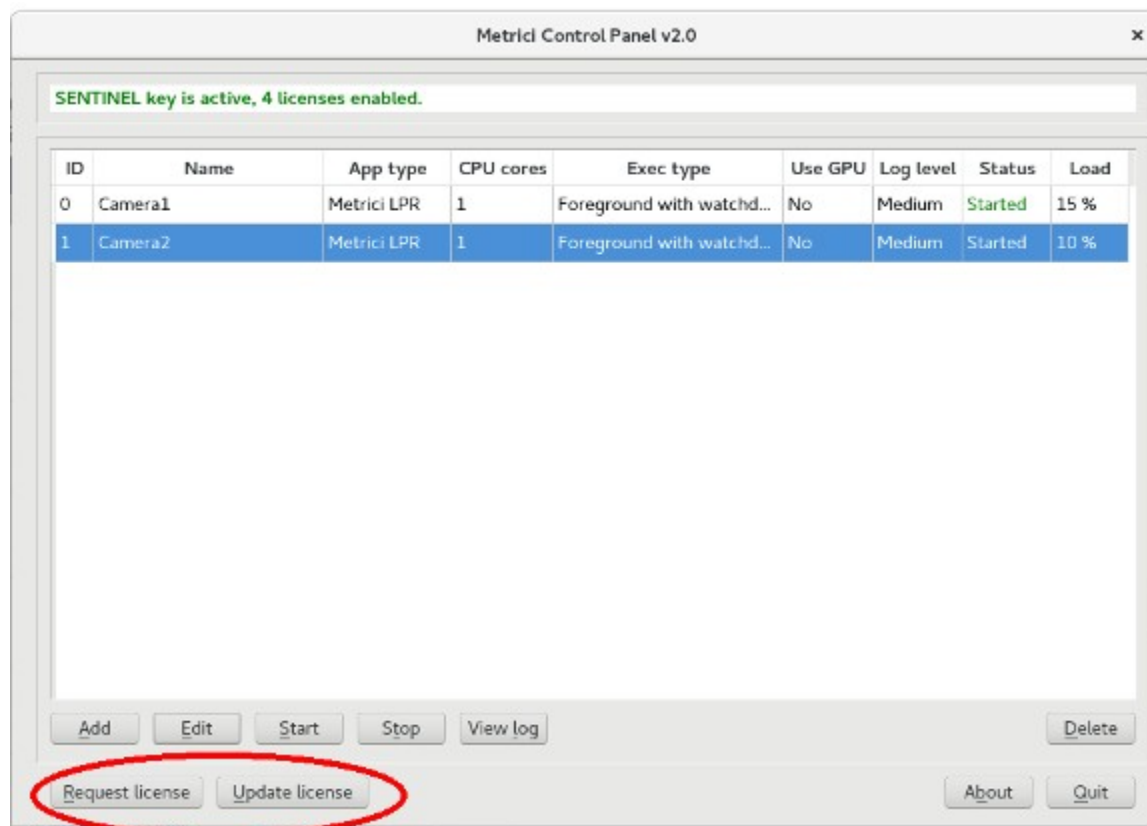 Metrici Control Panel v2.0 ×
SENTINEL key is active, 4 licenses enabled.
ID Name App type CPU cores Exec type Use GPU Log level Status Load
0 Camera1 Metrici LPR 1 Foreground with watchd... No Medium Started 15 %
1 Camera2 Metrici LPR 1 Foreground with watchd... No Medium Started 10 %
Add Edit Start Stop View log Delete
Request license Update license About Quit